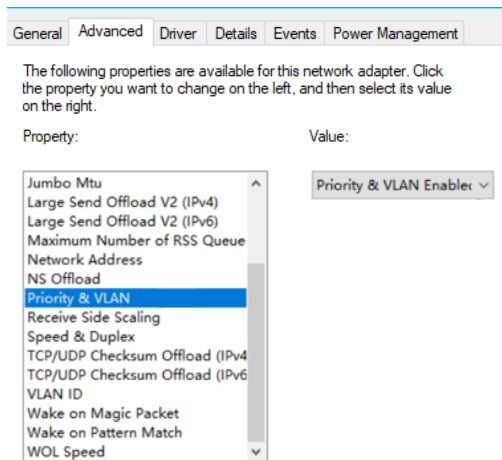 General Advanced Driver Details Events Power Management
The following properties are available for this network adapter. Click
the property you want to change on the left, and then select its value
on the right.
Property: Value:
Jumbo Mtu
Large Send Offload V2 (IPv4)
Large Send Offload V2 (IPv6)
Maximum Number of RSS Queue
Network Address
NS Offload
Priority & VLAN
Receive Side Scaling
Speed & Duplex
TCP/UDP Checksum Offload (IPv4
TCP/UDP Checksum Offload (IPv6
VLAN ID
Wake on Magic Packet
Wake on Pattern Match
WOL Speed
Priority & VLAN Enable